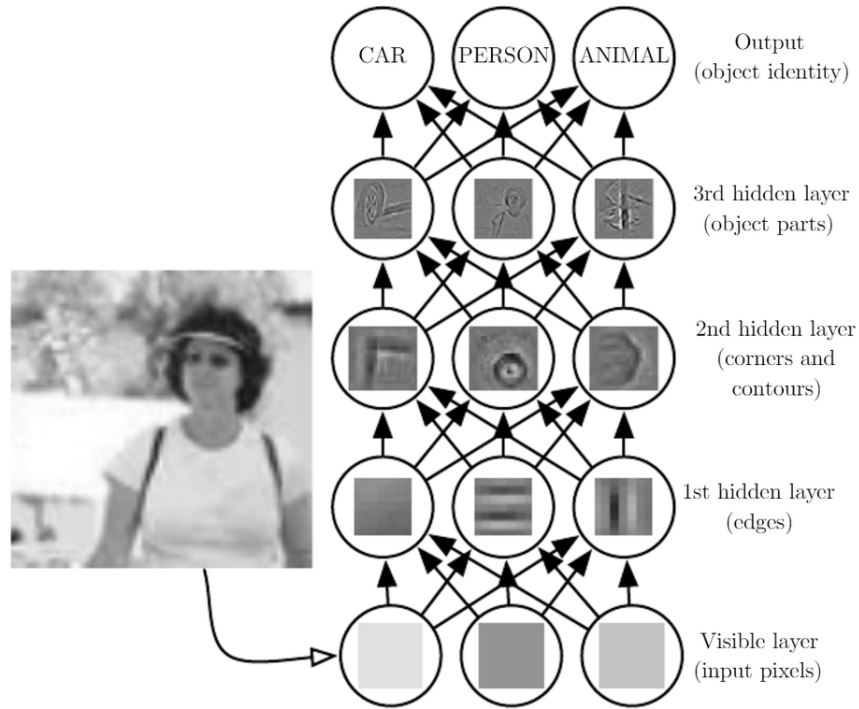 CAR PERSON ANIMAL
Output
(object identity)
3rd hidden layer
(object parts)
2nd hidden layer
(corners and
contours)
1st hidden layer
(edges)
Visible layer
(input pixels)